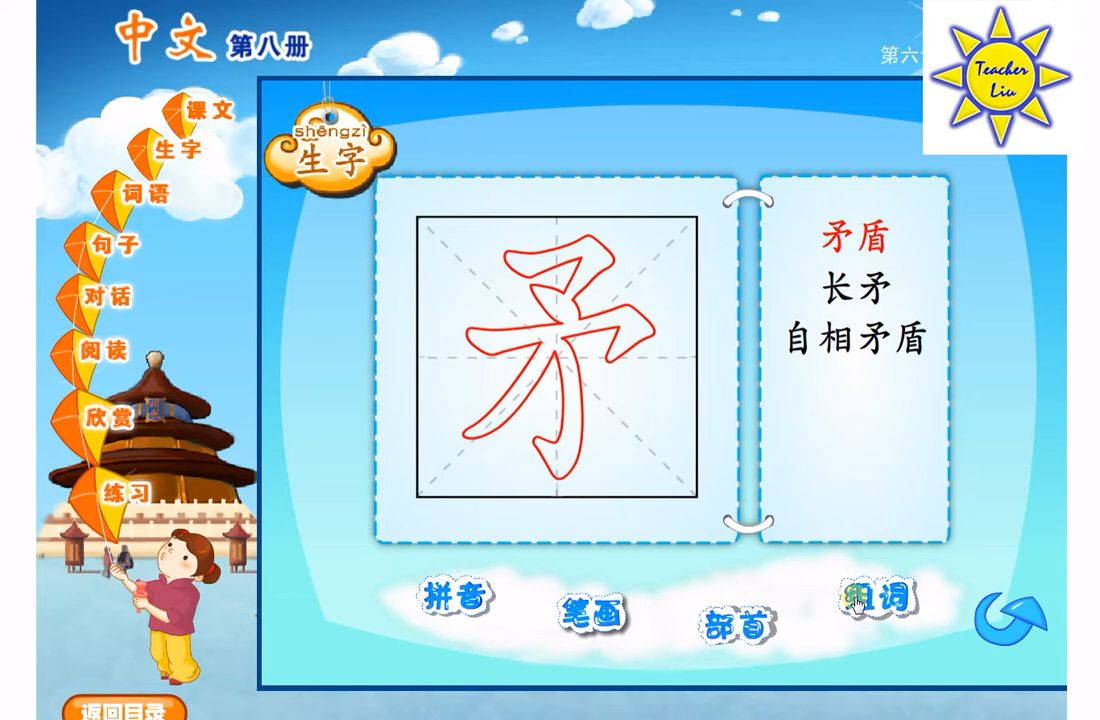 中文 第八册
第六
Teacher
Liu
课文
生字
词语
句子
对话
阅读
欣赏
练习
返回目录
shēngzì
生字
矛
矛盾
长矛
自相矛盾
拼音
笔画
部首
组词